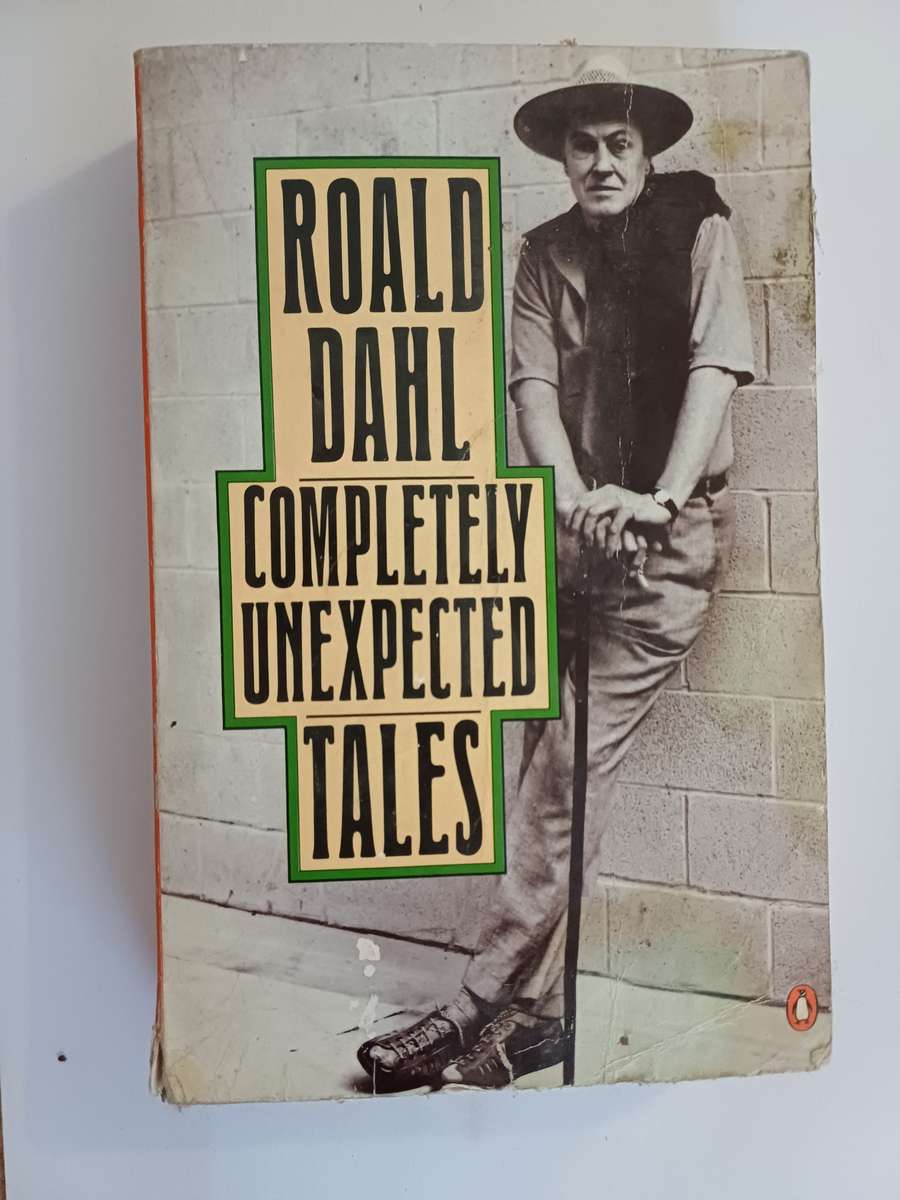 ROALD
DAHL
COMPLETELY
UNEXPECTED
TALES